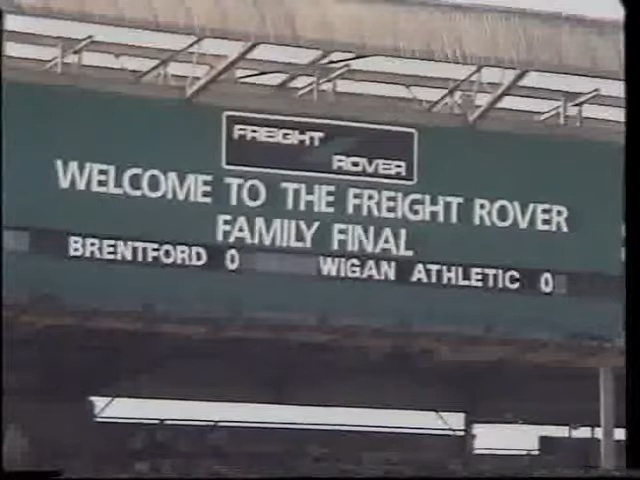 FREIGHT
ROVER
WELCOME TO THE FREIGHT ROVER
FAMILY FINAL
BRENTFORD 0 WIGAN ATHLETIC 0